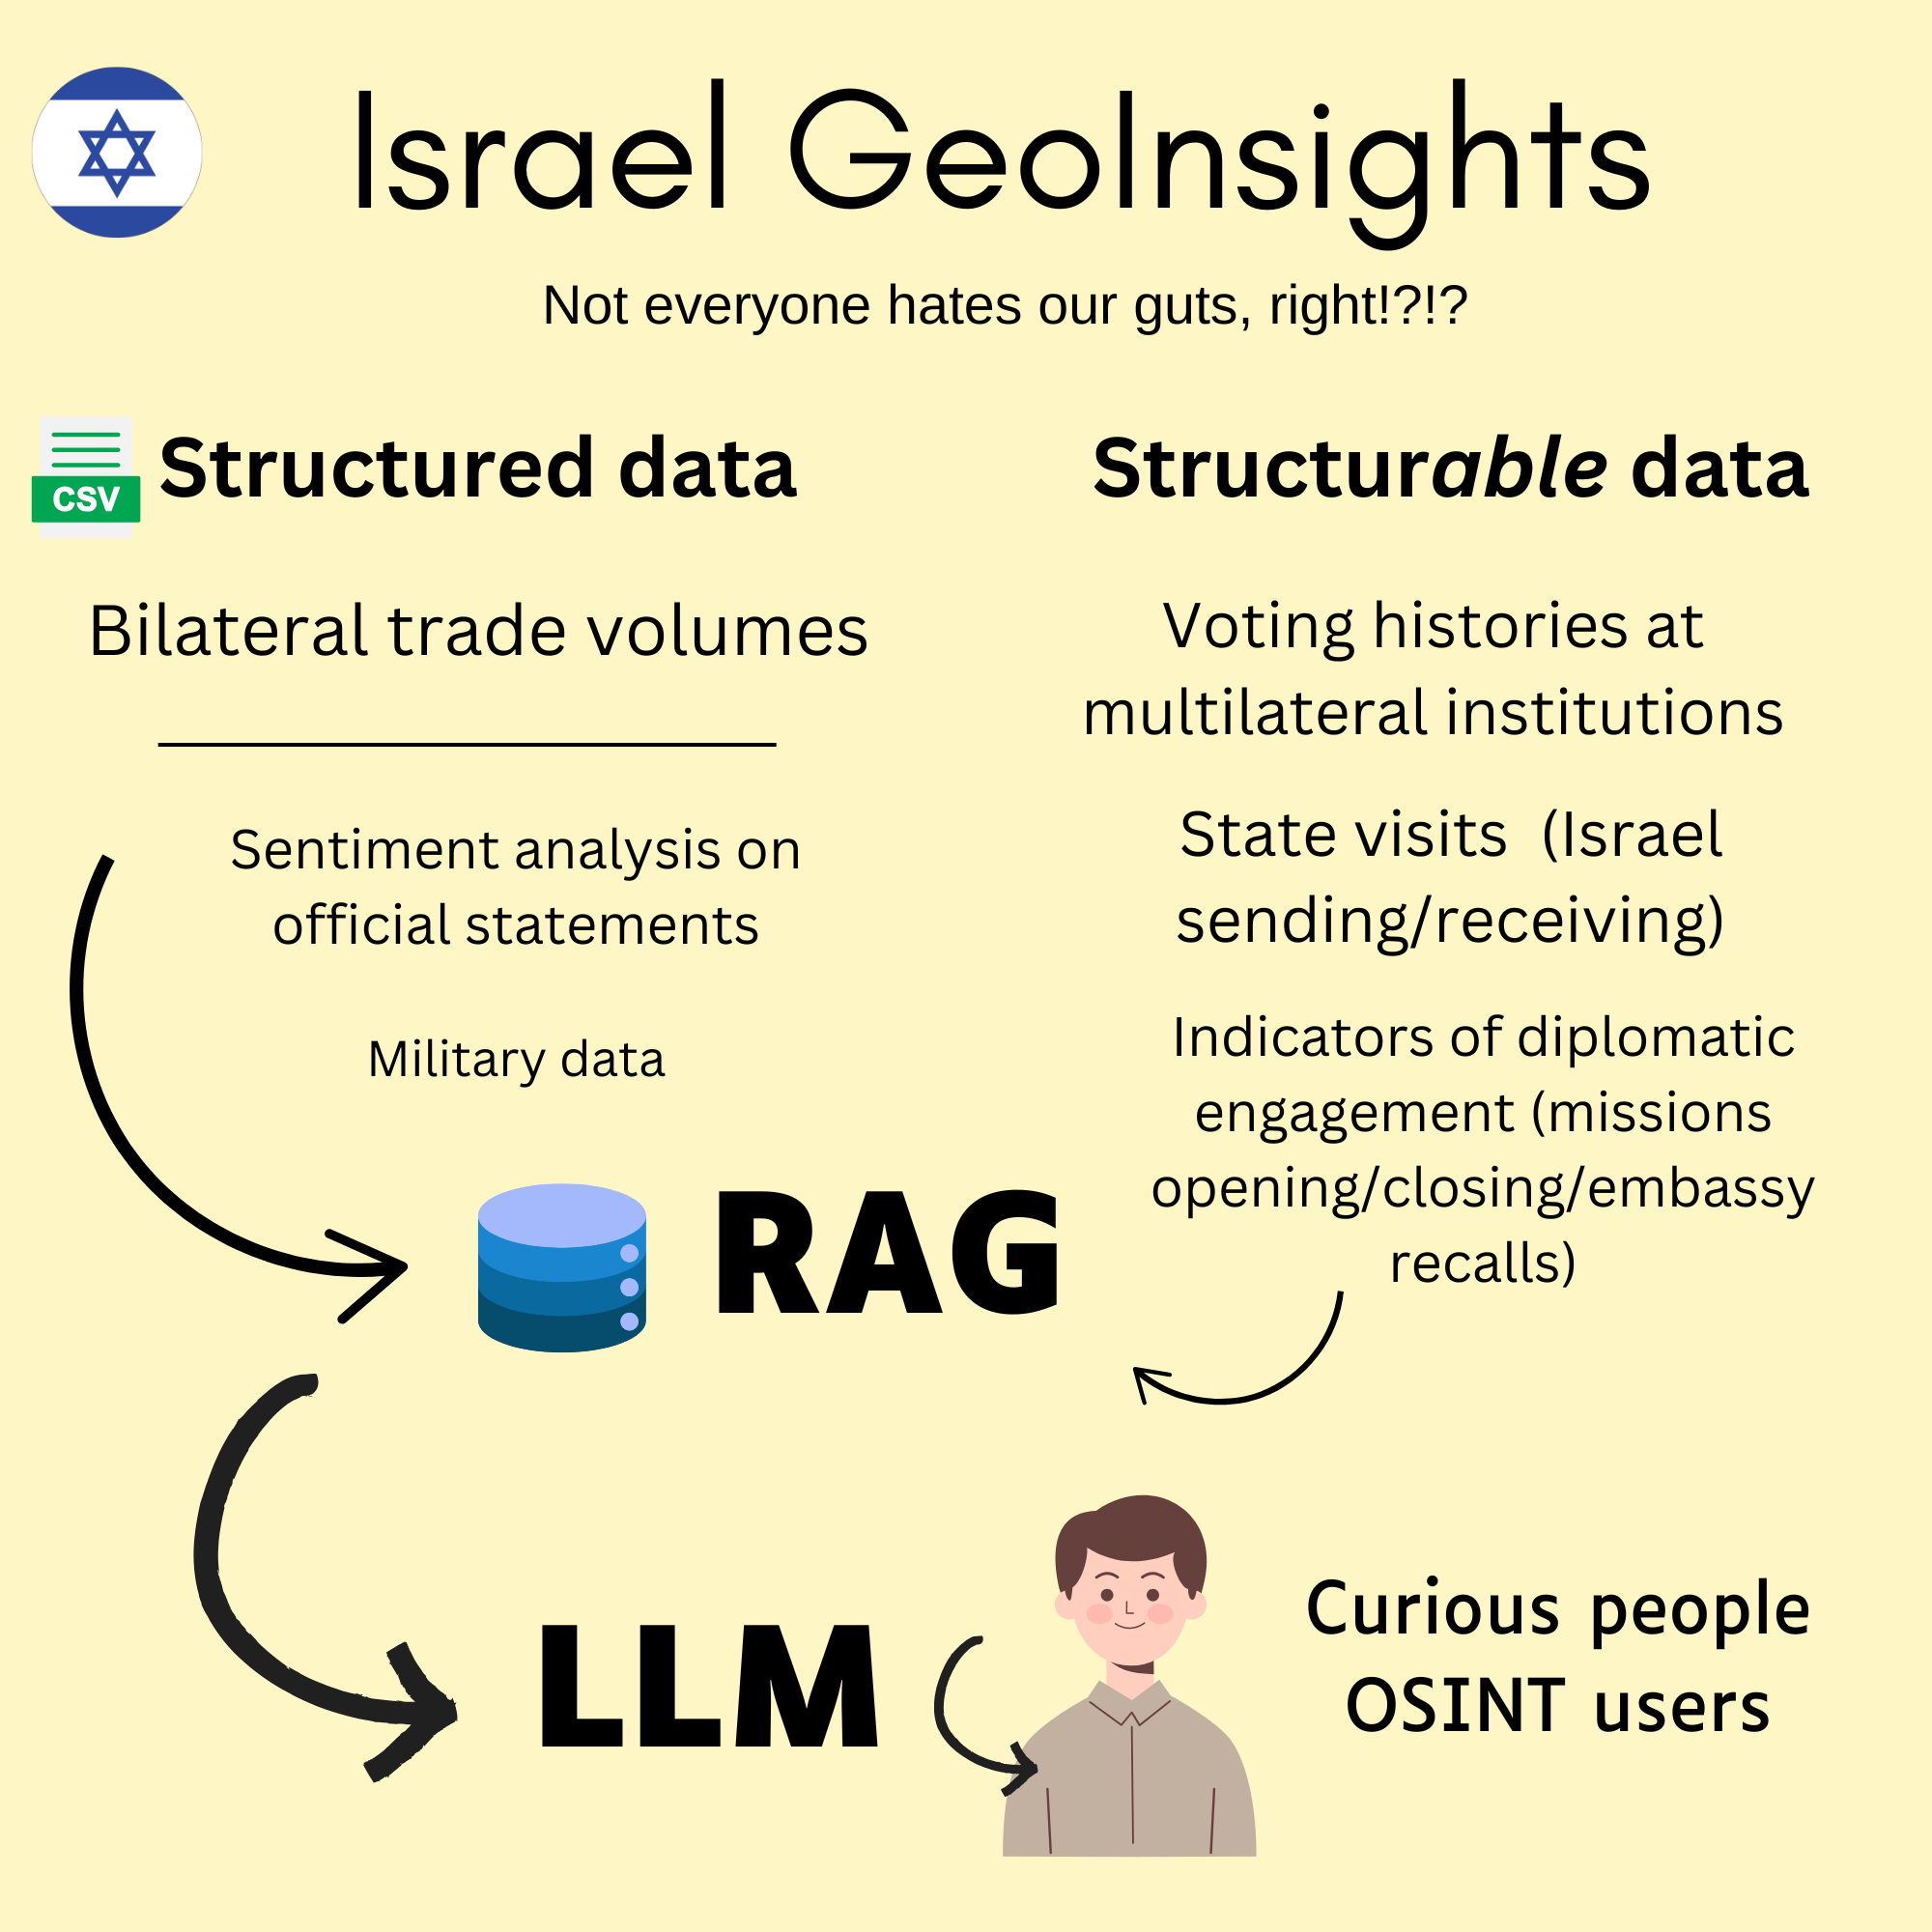 Israel GeoInsights
Not everyone hates our guts, right!?!?
CSV
Structured data
Bilateral trade volumes
Sentiment analysis on
official statements
Military data
Structurable data
Voting histories at
multilateral institutions
State visits (Israel
sending/receiving)
Indicators of diplomatic
engagement (missions
opening/closing/embassy
recalls)
RAG
LLM
Curious people
OSINT users